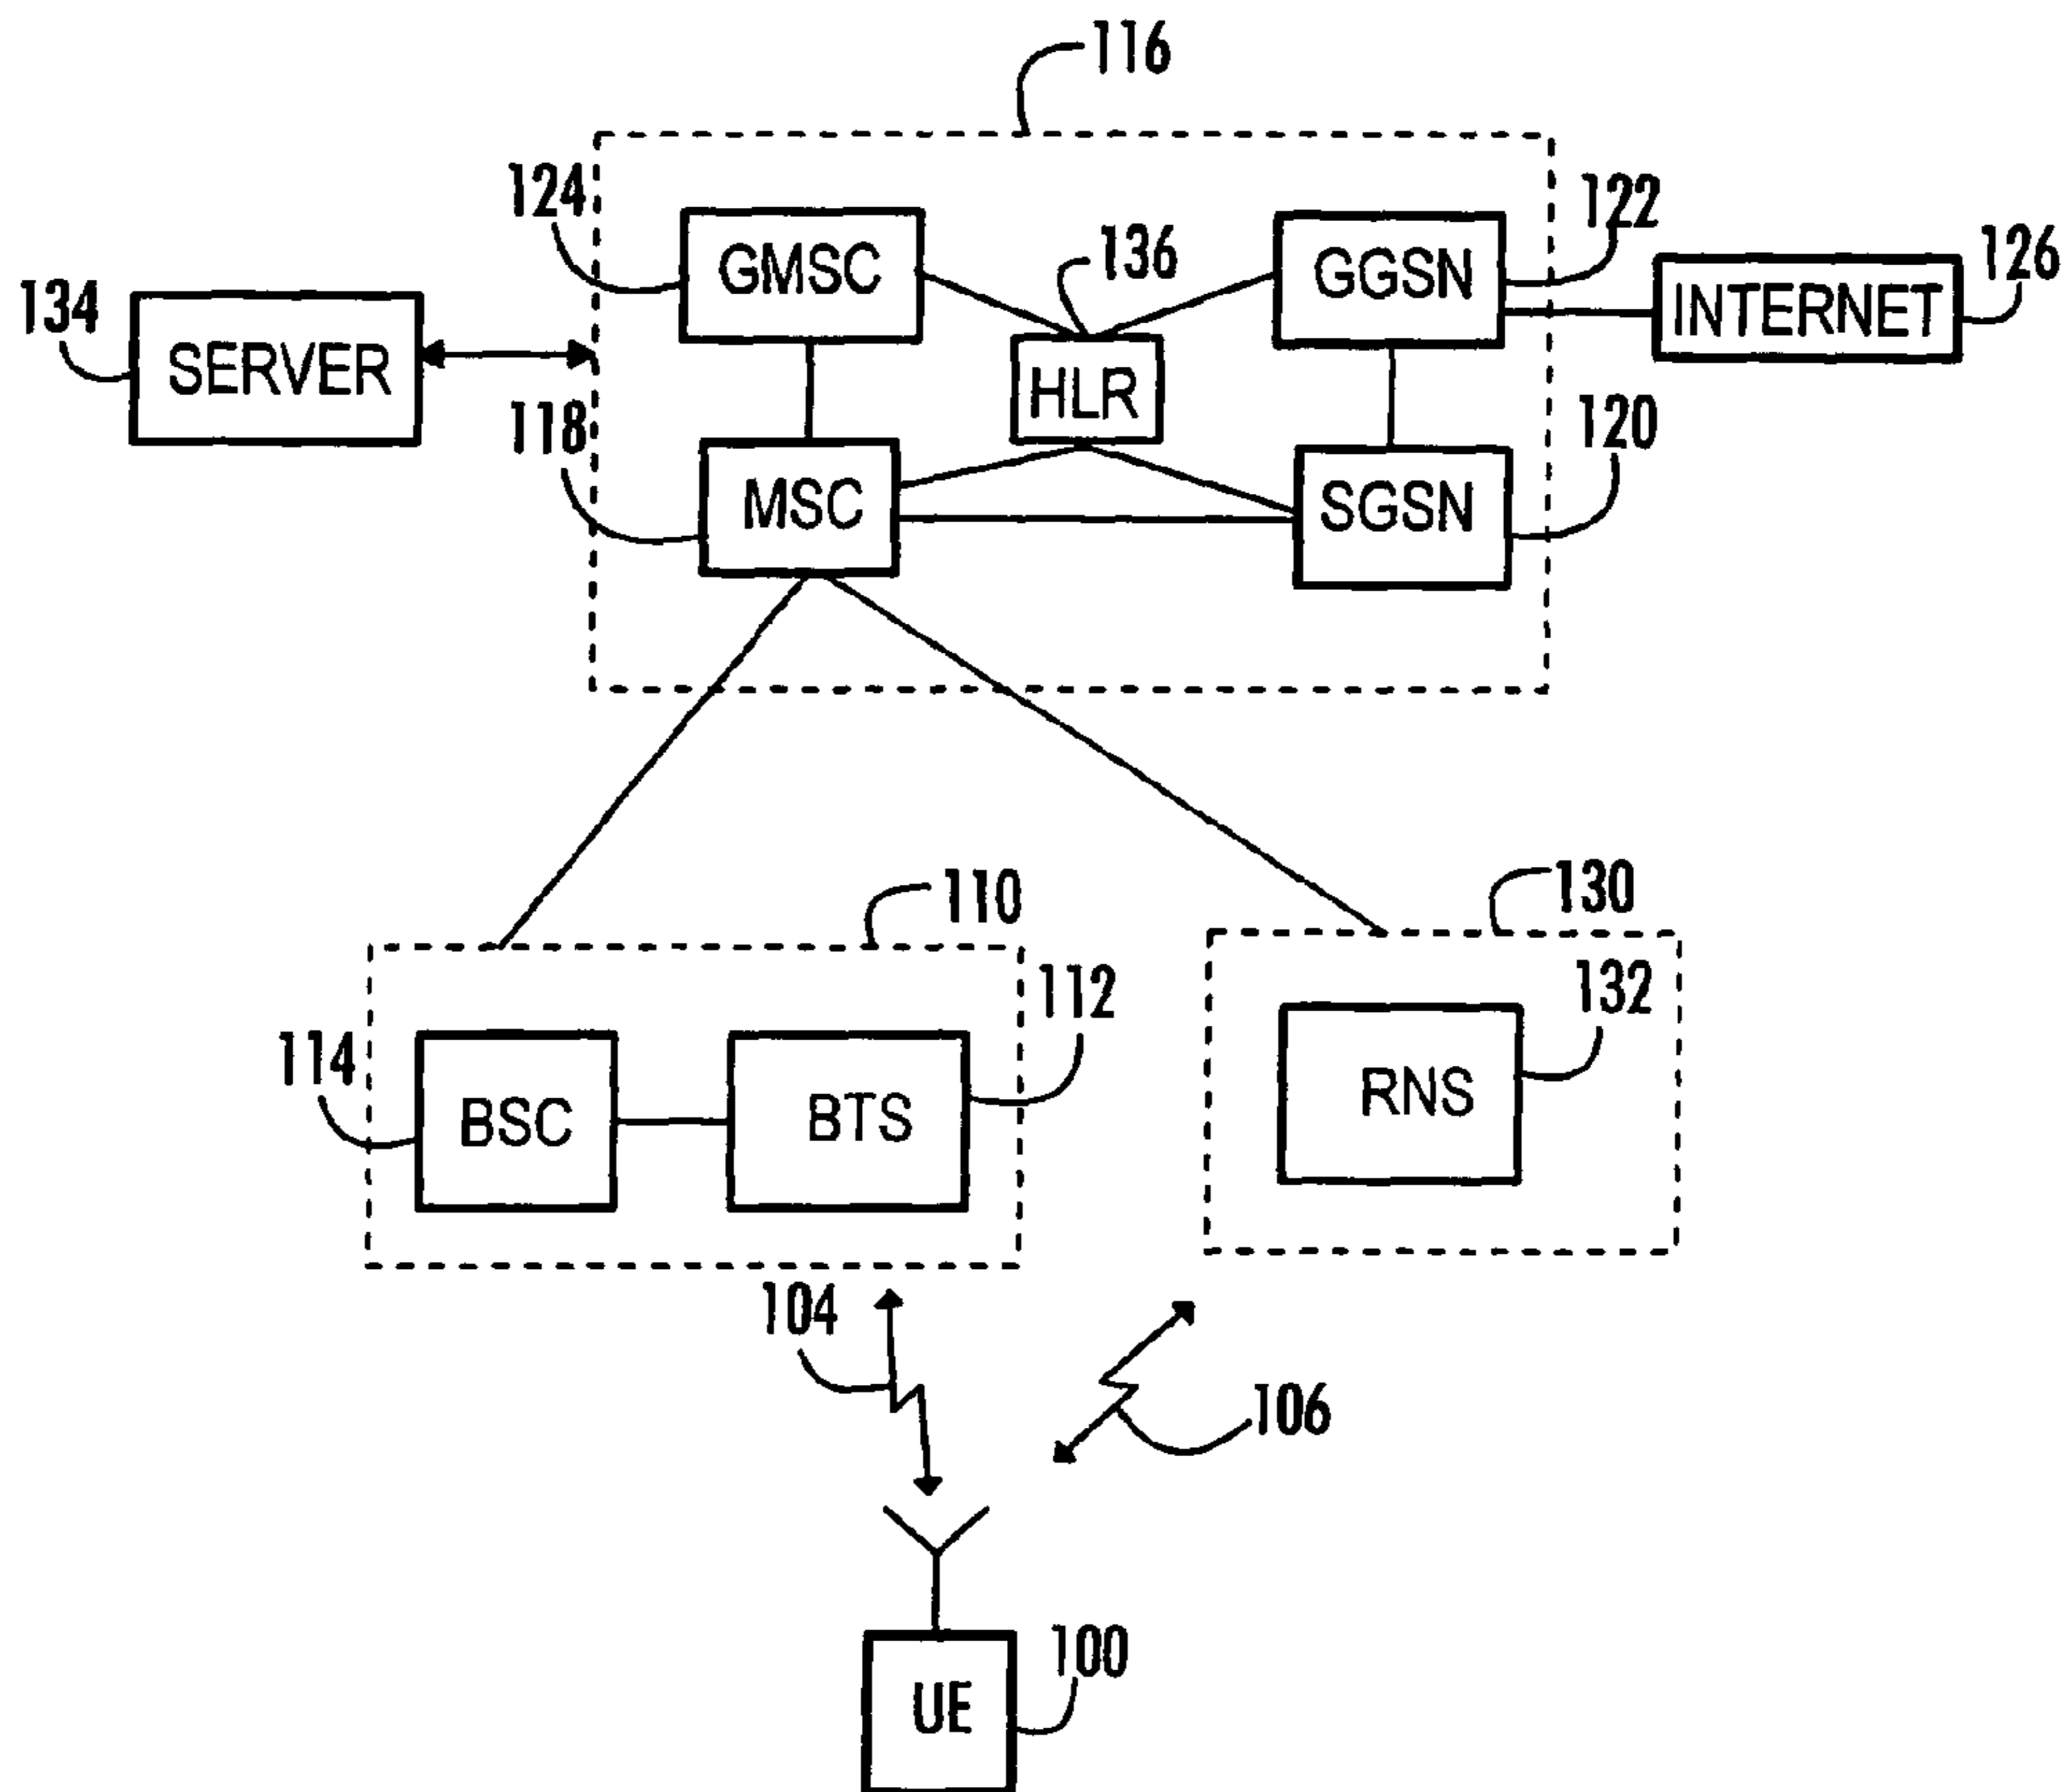 116
124
GMSC
136
GGSN
122
INTERNET
126
134
SERVER
HLR
118
MSC
SGSN
120
110
130
112
132
114
BSC
BTS
RNS
104
106
UE
100